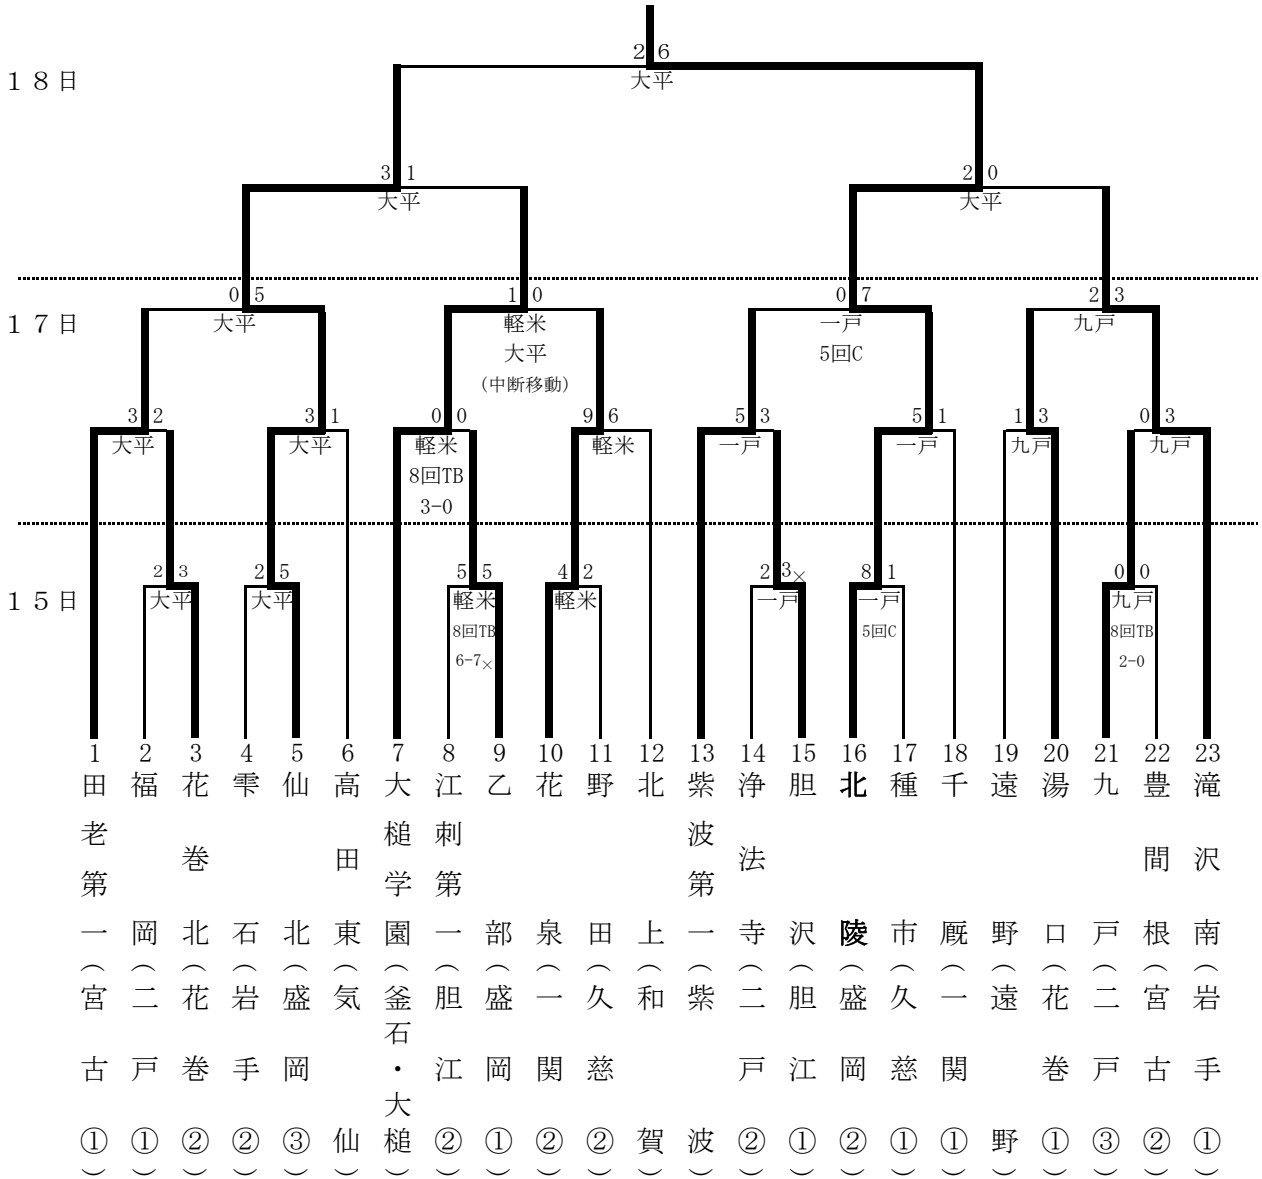 2 6
１８日
大平
3 1
2 0
大平
大平
0 5
1 0
0 7
2 3
１７日
大平
軽米
一戸
九戸
大平
5回C
(中断移動)
3 2
3 1
0 0
9 6
5 3
5 1
1 3
0 3
大平
大平
軽米
軽米
一戸
一戸
九戸
九戸
8回TB
3-0
2 3
2 5
5 5
4 2
2 3×
8 1
0 0
１５日
大平
大平
軽米
軽米
一戸
一戸
九戸
8回TB
5回C
8回TB
6-7×
2-0
1 田老第一(宮古①)
2 福岡(二戸①)
3 花巻北(花巻②)
4 雫石(岩手②)
5 仙北(盛岡③)
6 高田東(気仙)
7 大槌学園(釜石・大槌)
8 江刺第一(胆江②)
9 乙部(盛岡①)
10 花泉(一関②)
11 野田(久慈②)
12 北上(和賀)
13 紫波第一(紫波)
14 浄法寺(二戸②)
15 胆沢(胆江①)
16 北陵(盛岡②)
17 種市(久慈①)
18 千厩(一関①)
19 遠野(遠野)
20 湯口(花巻①)
21 九戸(二戸③)
22 豊間根(宮古②)
23 滝沢南(岩手①)